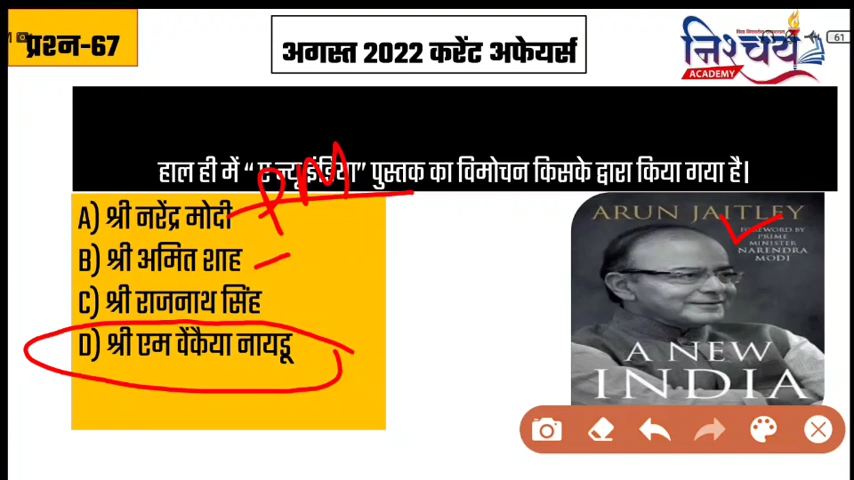 प्रश्न-67
अगस्त 2022 करेंट अफेयर्स
निश्चय
ACADEMY
61
हाल ही में “ ए न्यू इंडिया” पुस्तक का विमोचन किसके द्वारा किया गया है।
PM
A) श्री नरेंद्र मोदी
B) श्री अमित शाह
C) श्री राजनाथ सिंह
D) श्री एम वेंकैया नायडू
ARUN JAITLEY
FOREWORD BY
PRIME
MINISTER
NARENDRA
MODI
A NEW
INDIA